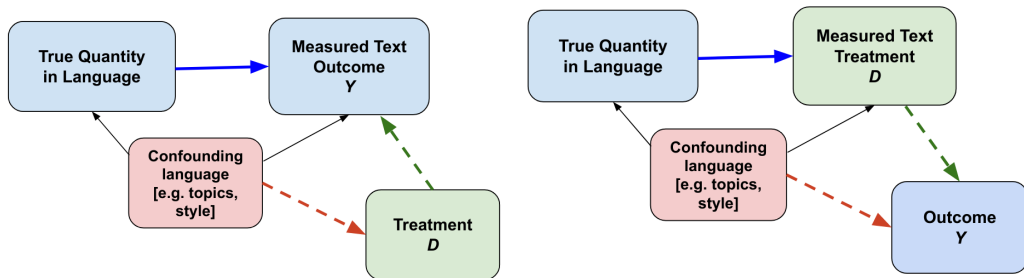 True Quantity
in Language
Measured Text
Outcome
Y
Confounding
language
[e.g. topics,
style]
Treatment
D
True Quantity
in Language
Measured Text
Treatment
D
Confounding
language
[e.g. topics,
style]
Outcome
Y